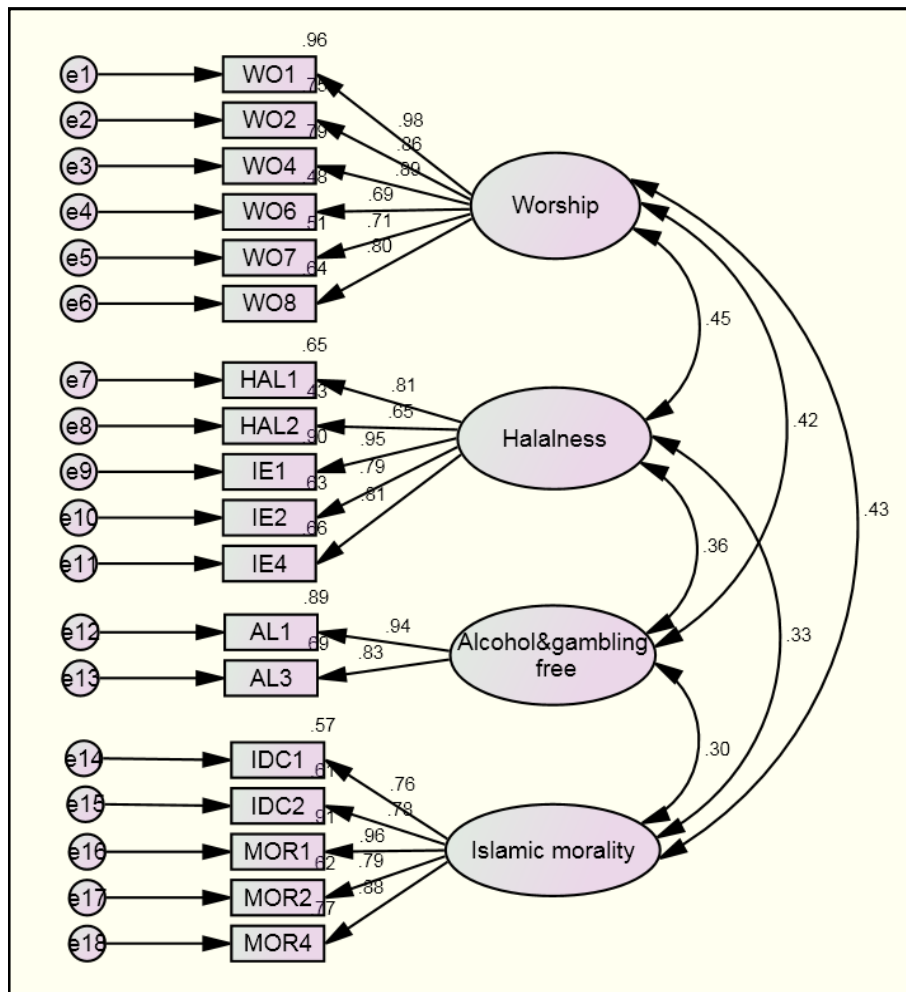 .96
e1
WO1
.75
.98
e2
WO2
.79
.86
e3
WO4
.48
.89
e4
WO6
.51
.69
e5
WO7
.64
.71
e6
WO8
.80
Worship
.65
e7
HAL1
.43
.81
e8
HAL2
.90
.65
e9
IE1
.63
.95
e10
IE2
.66
.79
e11
IE4
.81
Halalness
.89
e12
AL1
.69
.94
e13
AL3
.83
Alcohol&gambling
free
.57
e14
IDC1
.61
.76
e15
IDC2
.91
.78
e16
MOR1
.62
.96
e17
MOR2
.77
.79
e18
MOR4
.88
Islamic morality
.45
.42
.43
.36
.33
.30